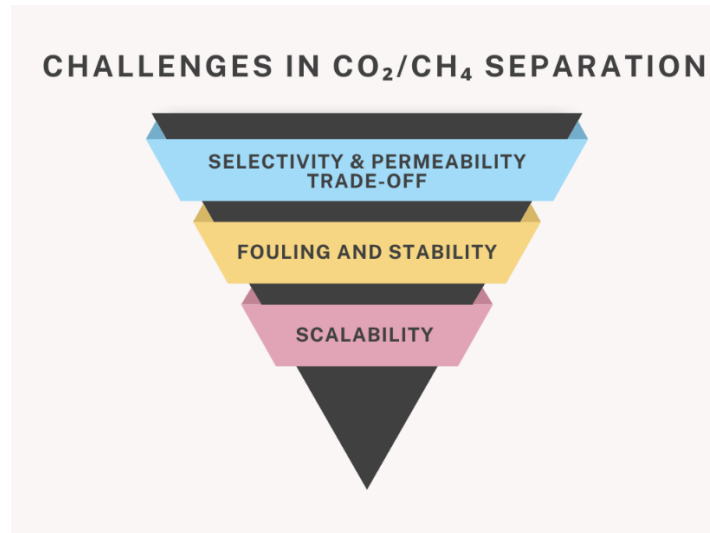 CHALLENGES IN CO₂/CH₄ SEPARATION
SELECTIVITY & PERMEABILITY
TRADE-OFF
FOULING AND STABILITY
SCALABILITY